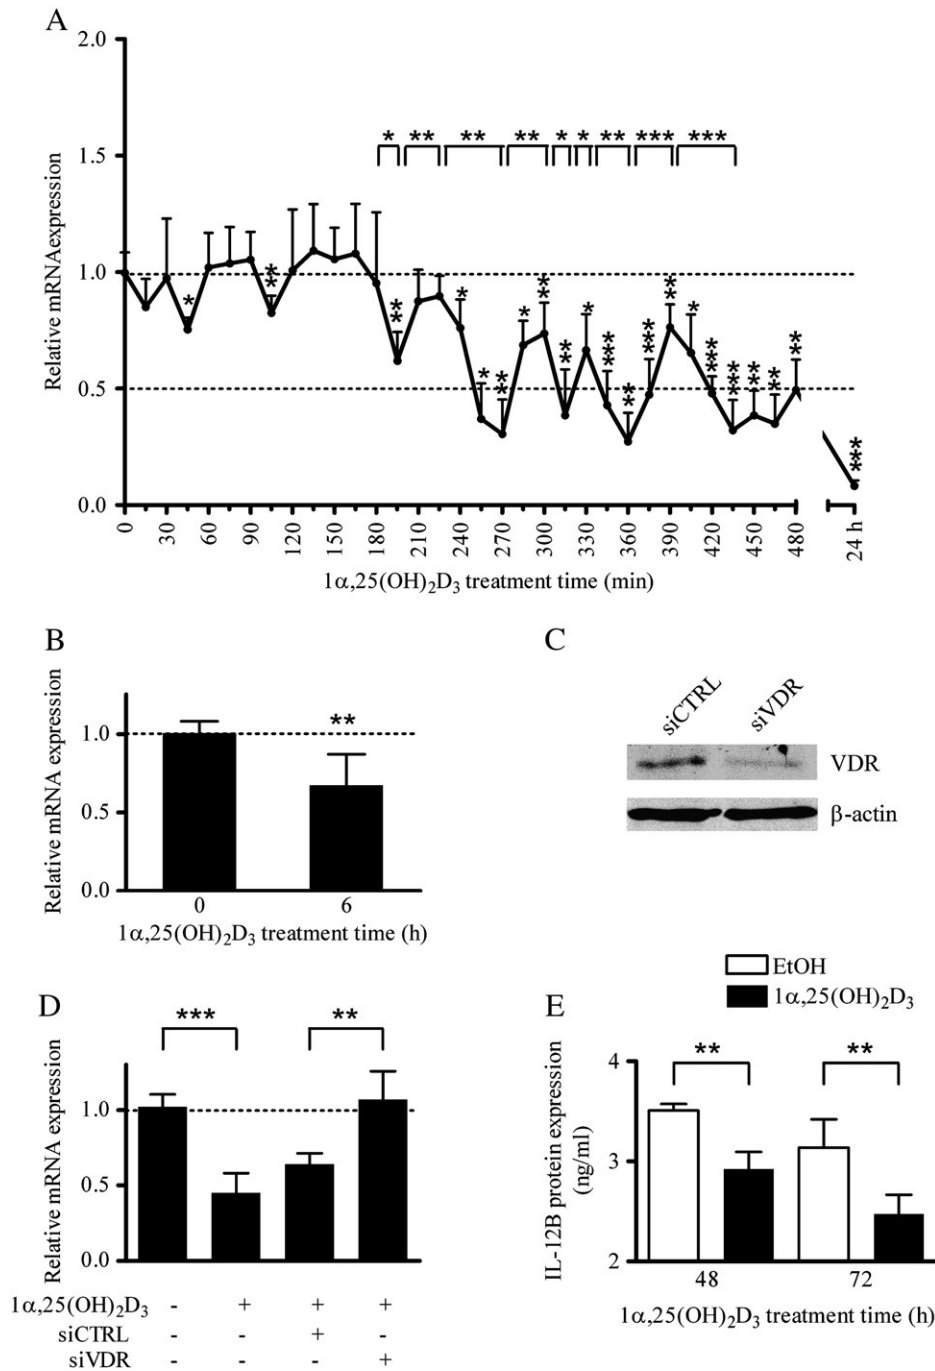 A
2.0
1.5
1.0
0.5
0.0
Relative mRNAexpression
* ** ** ** * * ** *** ***
* ** ** * * ** * ** ** * *** ** *** ** * *** *** ** ** ** ***
0 30 60 90 120 150 180 210 240 270 300 330 360 390 420 450 480 24 h
1α,25(OH)₂D₃ treatment time (min)
B
Relative mRNA expression
1.0
0.5
0.0
**
0 6
1α,25(OH)₂D₃ treatment time (h)
C
siCTRL siVDR
VDR
β-actin
D
Relative mRNA expression
1.0
0.5
0.0
*** **
1α,25(OH)₂D₃ - + + +
siCTRL - - + -
siVDR - - - +
EtOH
1α,25(OH)₂D₃
E
IL-12B protein expression
(ng/ml)
4
3
2
** **
48 72
1α,25(OH)₂D₃ treatment time (h)